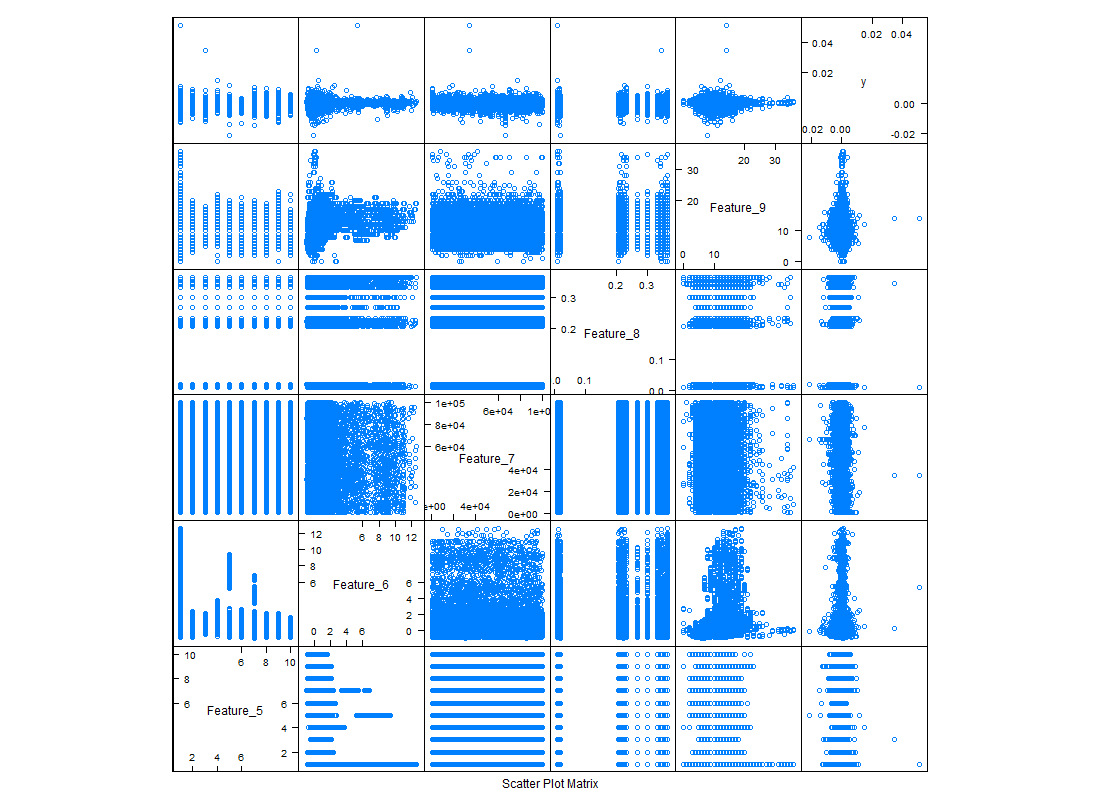 0.02 0.04
0.04
0.02
y
0.00
-0.02
0.02 0.00
20 30
30
20
Feature_9
10
0
0 10
0.2 0.3
0.3
0.2
Feature_8
0.1
0.0
.0 0.1
1e+05
6e+04 1e+0
8e+04
6e+04
Feature_7
4e+04
2e+04
0e+00
e+00 4e+04
12
10
8
6
6 8 10 12
Feature_6
6
4
2
0
0 2 4 6
10
8
6
6 8 10
Feature_5
6
4
2
2 4 6
Scatter Plot Matrix